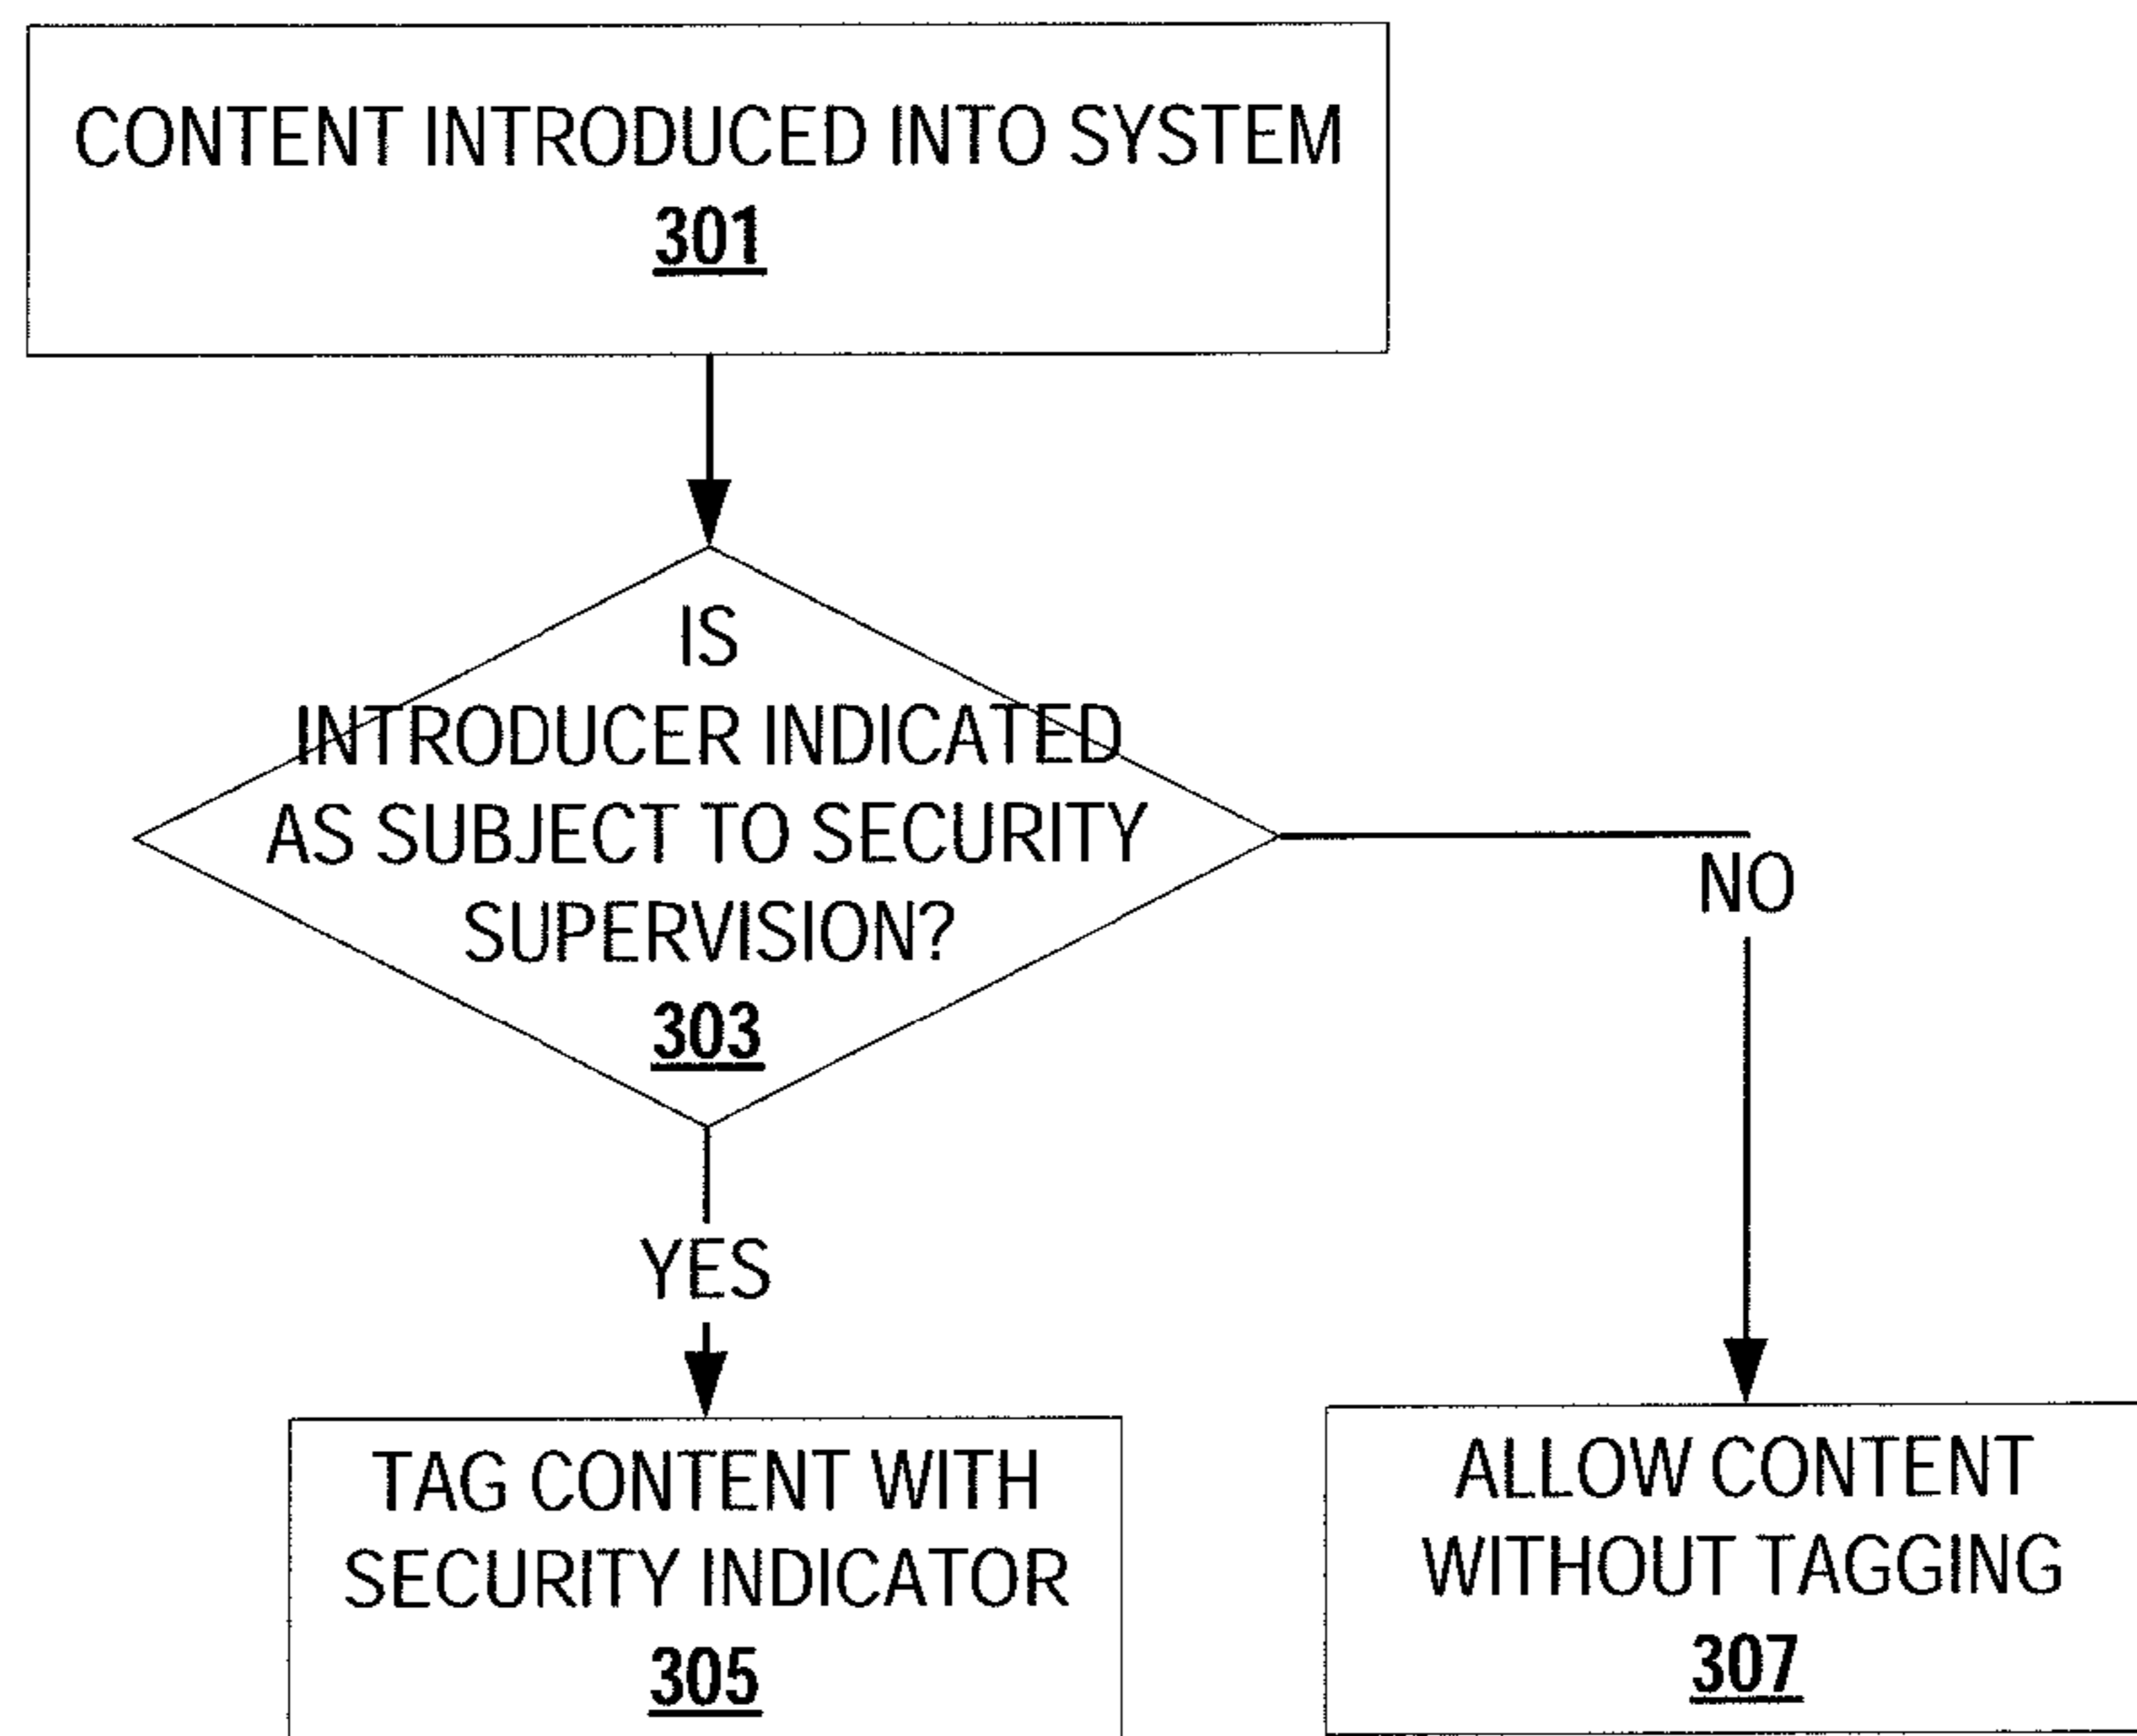 CONTENT INTRODUCED INTO SYSTEM
301
IS
INTRODUCER INDICATED
AS SUBJECT TO SECURITY
SUPERVISION?
303
NO
YES
TAG CONTENT WITH
SECURITY INDICATOR
305
ALLOW CONTENT
WITHOUT TAGGING
307